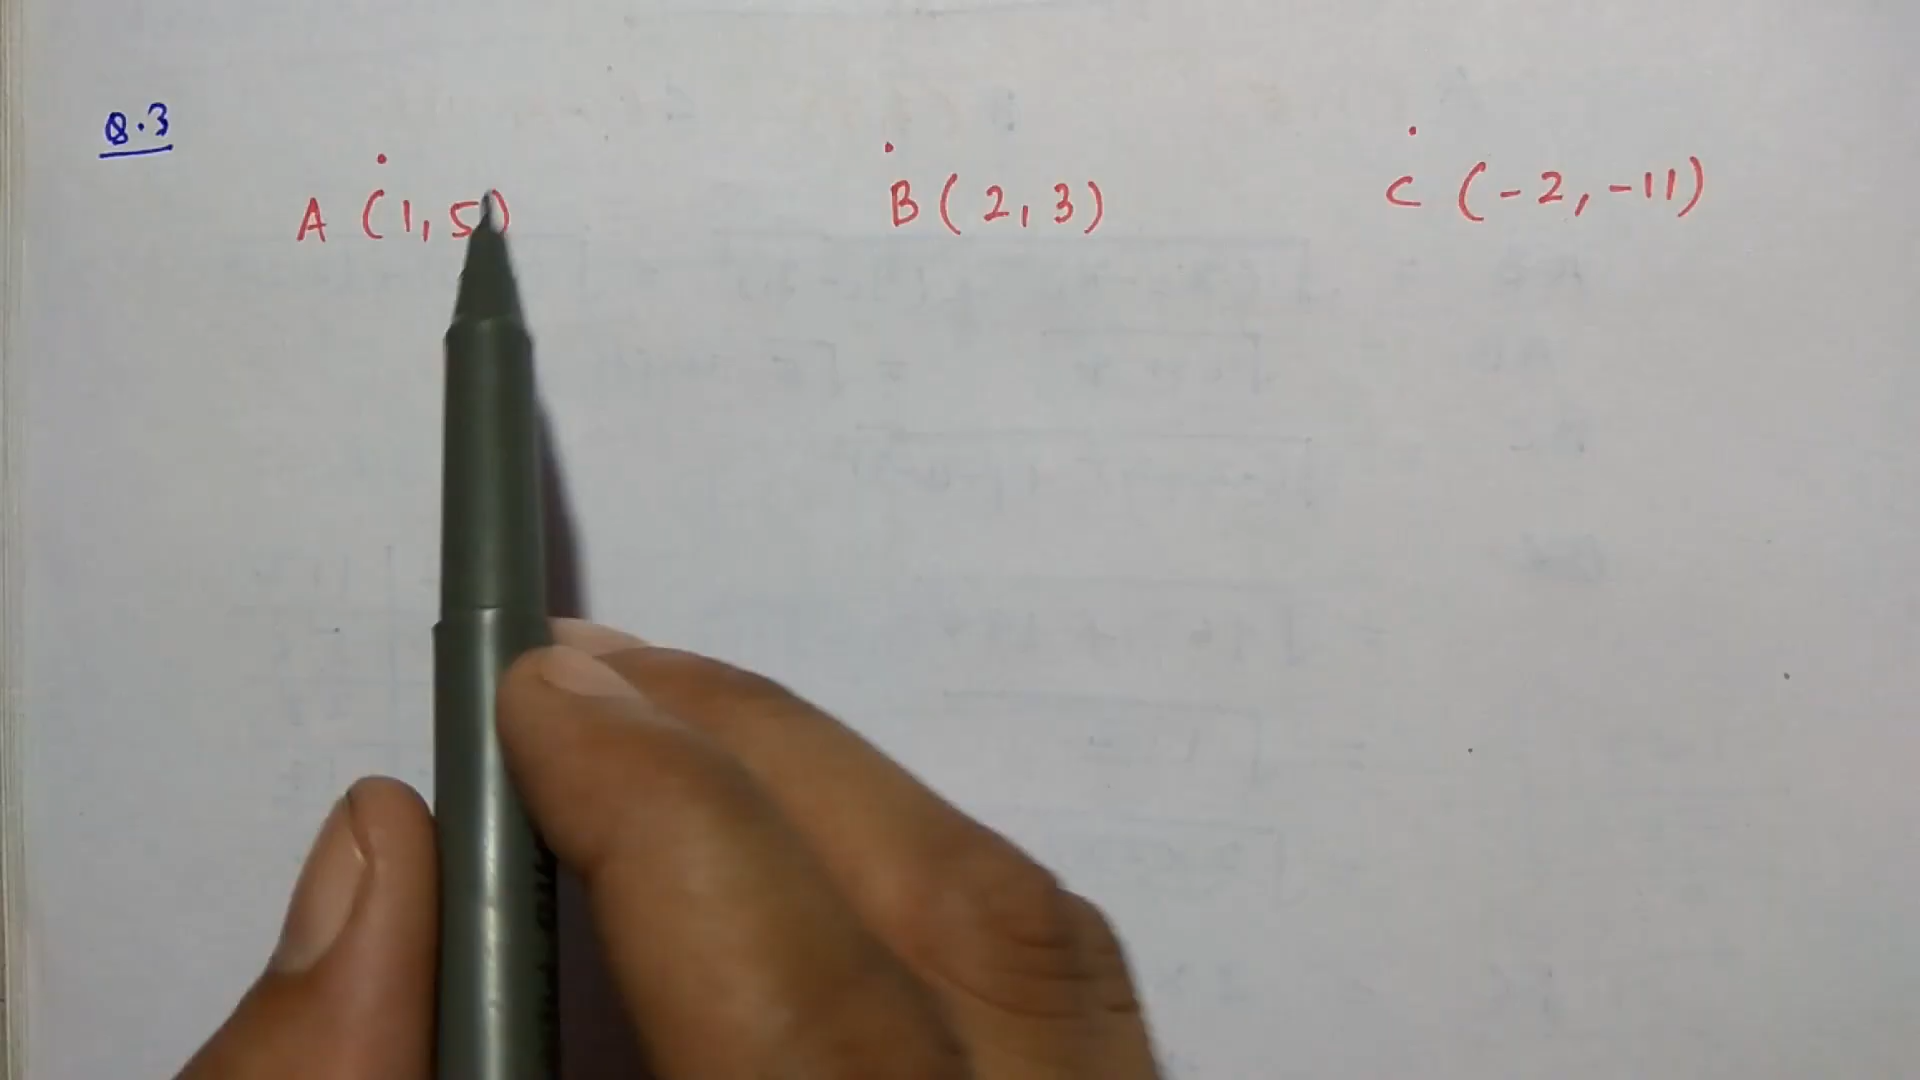 Q.3
A (1, 5) B (2, 3) C (-2, -11)